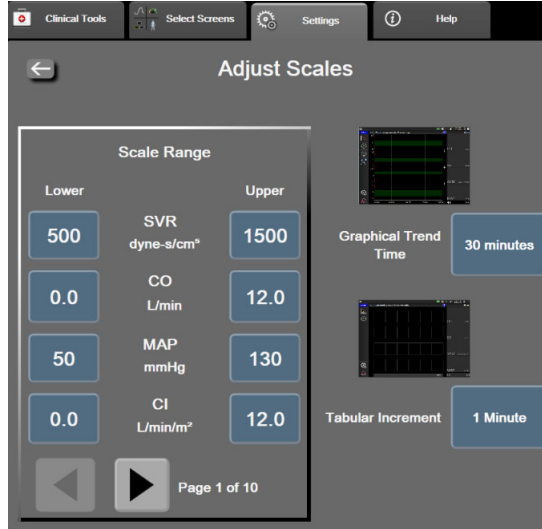 Clinical Tools
Select Screens
Settings
Help
Adjust Scales
Scale Range
Lower
Upper
500
SVR
dyne-s/cm⁵
1500
0.0
CO
L/min
12.0
50
MAP
mmHg
130
0.0
CI
L/min/m²
12.0
Page 1 of 10
Graphical Trend
Time
30 minutes
Tabular Increment
1 Minute